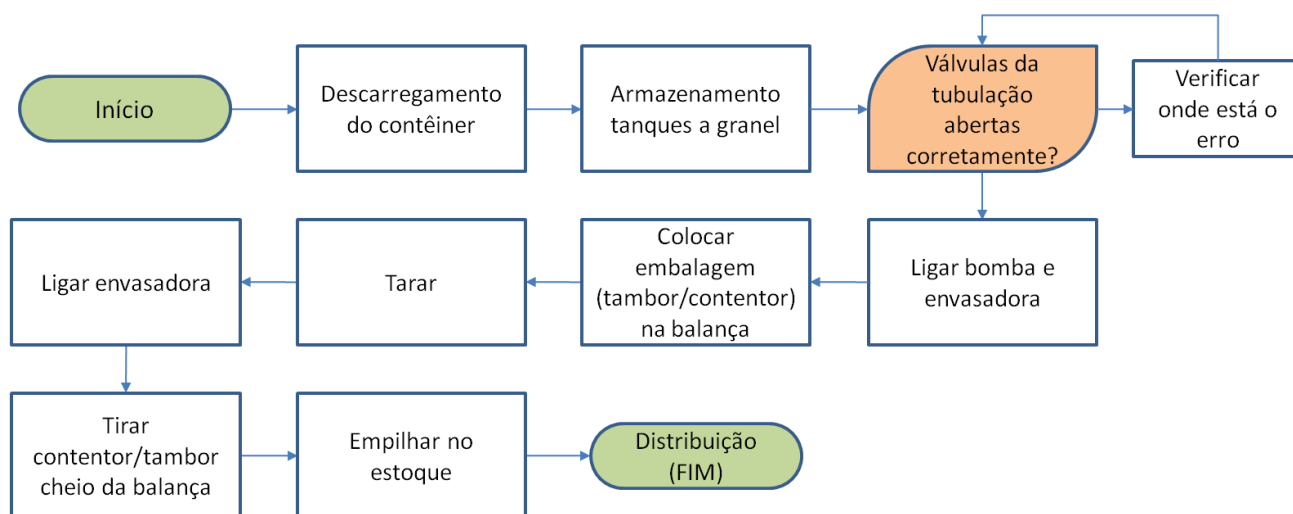 Início
Descarregamento
do contêiner
Armazenamento
tanques a granel
Válvulas da
tubulação
abertas
corretamente?
Verificar
onde está o
erro
Ligar bomba e
envasadora
Colocar
embalagem
(tambor/contentor)
na balança
Tarar
Ligar envasadora
Tirar
contentor/tambor
cheio da balança
Empilhar no
estoque
Distribuição
(FIM)